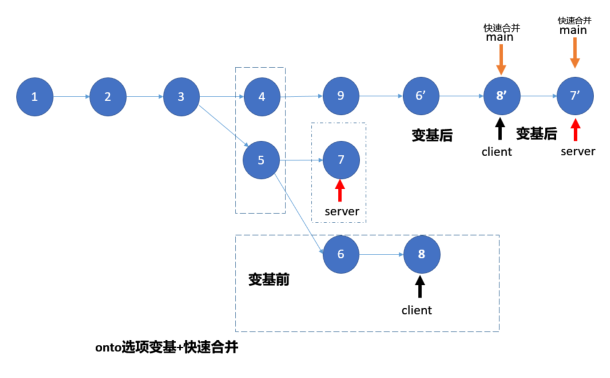 快速合并
main
快速合并
main
1
2
3
4
9
6’
8’
7’
变基后
client
变基后
server
5
7
server
变基前
6
8
client
onto选项变基+快速合并